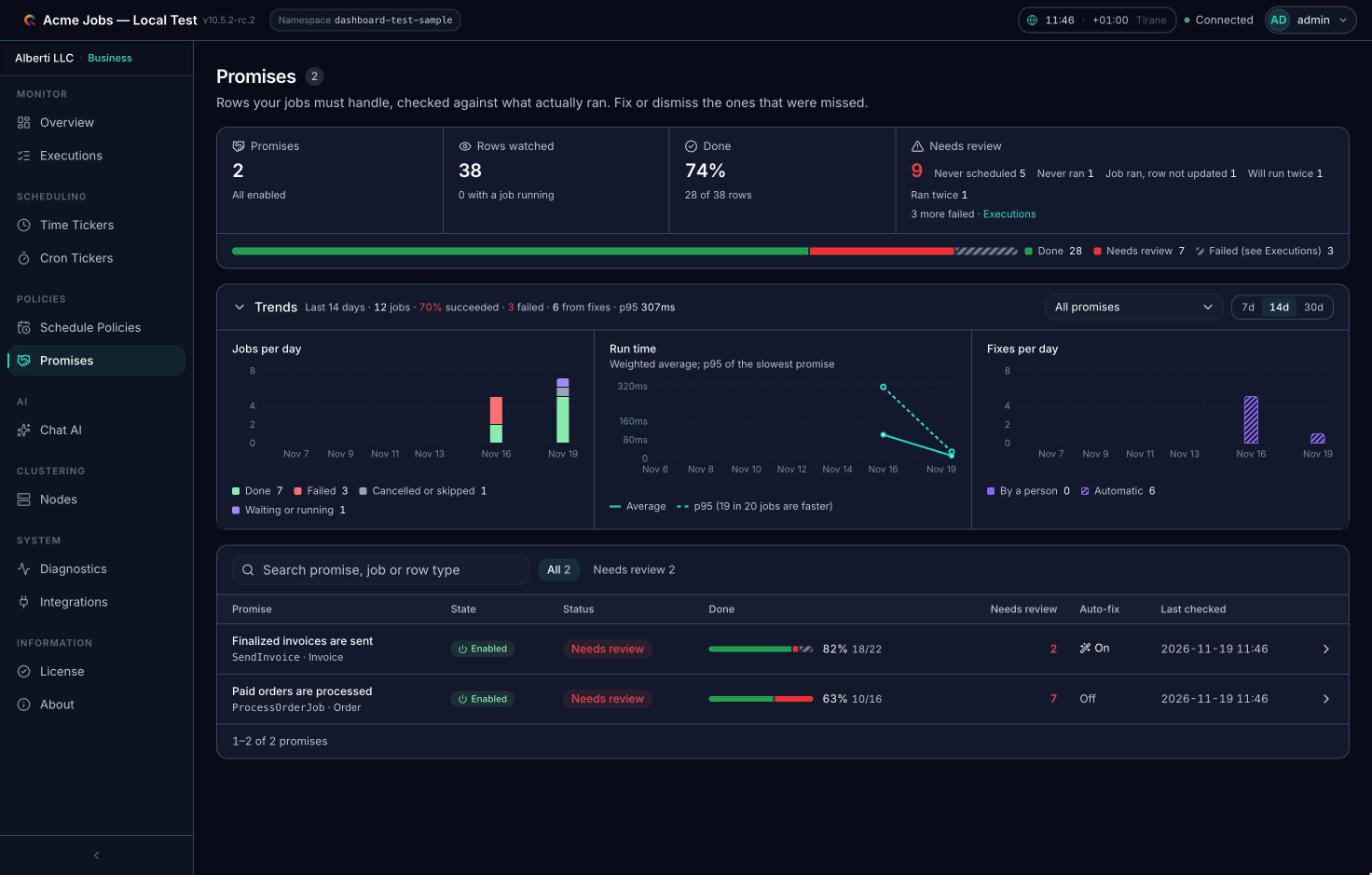 Acme Jobs — Local Test v10.5.2-rc.2
Namespace dashboard-test-sample
11:46 · +01:00 Tirane
Connected
AD admin
Alberti LLC · Business
MONITOR
Overview
Executions
SCHEDULING
Time Tickers
Cron Tickers
POLICIES
Schedule Policies
Promises
AI
Chat AI
CLUSTERING
Nodes
SYSTEM
Diagnostics
Integrations
INFORMATION
License
About
Promises 2
Rows your jobs must handle, checked against what actually ran. Fix or dismiss the ones that were missed.
Promises
2
All enabled
Rows watched
38
0 with a job running
Done
74%
28 of 38 rows
Needs review
9 Never scheduled 5 Never ran 1 Job ran, row not updated 1 Will run twice 1
Ran twice 1
3 more failed · Executions
Done 28 Needs review 7 Failed (see Executions) 3
Trends Last 14 days · 12 jobs · 70% succeeded · 3 failed · 6 from fixes · p95 307ms
All promises
7d 14d 30d
Jobs per day
8
4
2
0
Nov 7 Nov 9 Nov 11 Nov 13 Nov 16 Nov 19
Done 7 Failed 3 Cancelled or skipped 1
Waiting or running 1
Run time
Weighted average; p95 of the slowest promise
320ms
160ms
80ms
0
Nov 6 Nov 8 Nov 10 Nov 12 Nov 14 Nov 16 Nov 19
Average p95 (19 in 20 jobs are faster)
Fixes per day
8
4
2
0
Nov 7 Nov 9 Nov 11 Nov 13 Nov 16 Nov 19
By a person 0 Automatic 6
Search promise, job or row type
All 2 Needs review 2
Promise State Status Done Needs review Auto-fix Last checked
Finalized invoices are sent
SendInvoice · Invoice
Enabled Needs review 82% 18/22 2 On 2026-11-19 11:46
Paid orders are processed
ProcessOrderJob · Order
Enabled Needs review 63% 10/16 7 Off 2026-11-19 11:46
1–2 of 2 promises